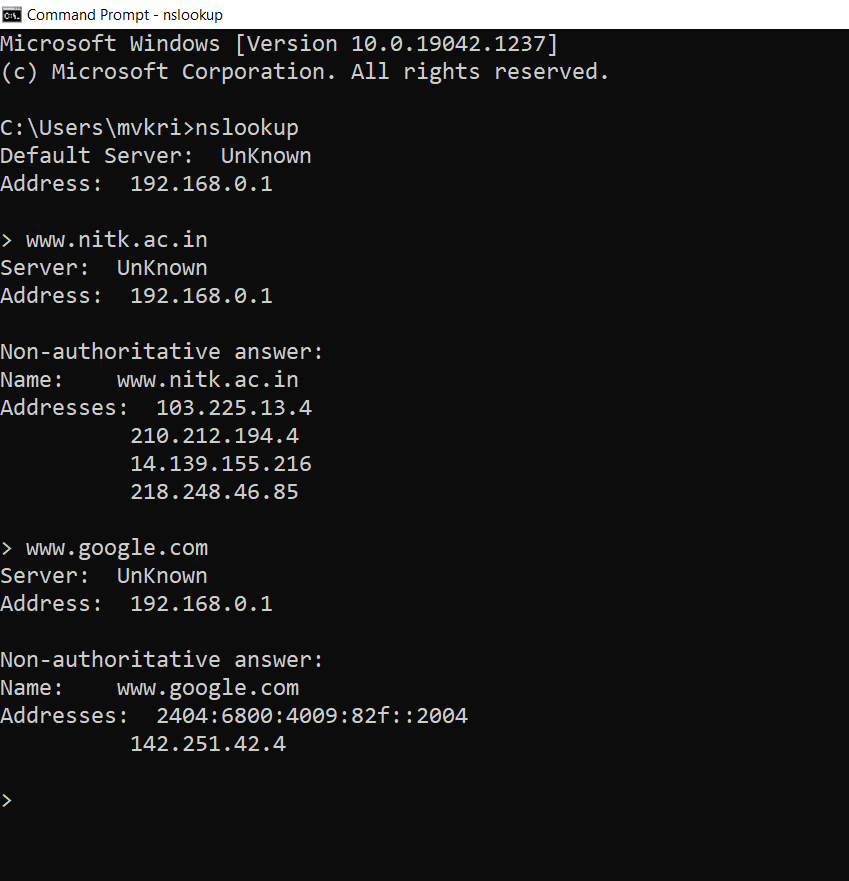 Command Prompt - nslookup
Microsoft Windows [Version 10.0.19042.1237]
(c) Microsoft Corporation. All rights reserved.
C:\Users\mvkri>nslookup
Default Server:  UnKnown
Address:  192.168.0.1
> www.nitk.ac.in
Server:  UnKnown
Address:  192.168.0.1
Non-authoritative answer:
Name:    www.nitk.ac.in
Addresses:  103.225.13.4
          210.212.194.4
          14.139.155.216
          218.248.46.85
> www.google.com
Server:  UnKnown
Address:  192.168.0.1
Non-authoritative answer:
Name:    www.google.com
Addresses:  2404:6800:4009:82f::2004
          142.251.42.4
>